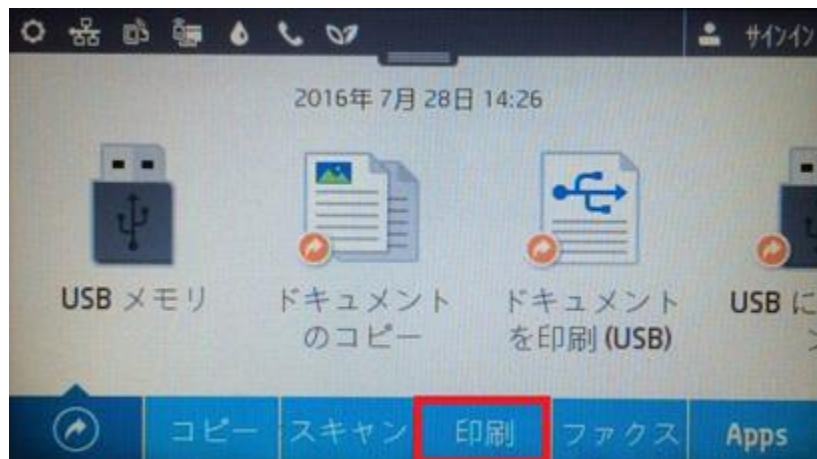 サインイン
2016年 7月 28日 14:26
USB メモリ
ドキュメント
のコピー
ドキュメント
を印刷 (USB)
USB に
コピー
スキャン
印刷
ファクス
Apps